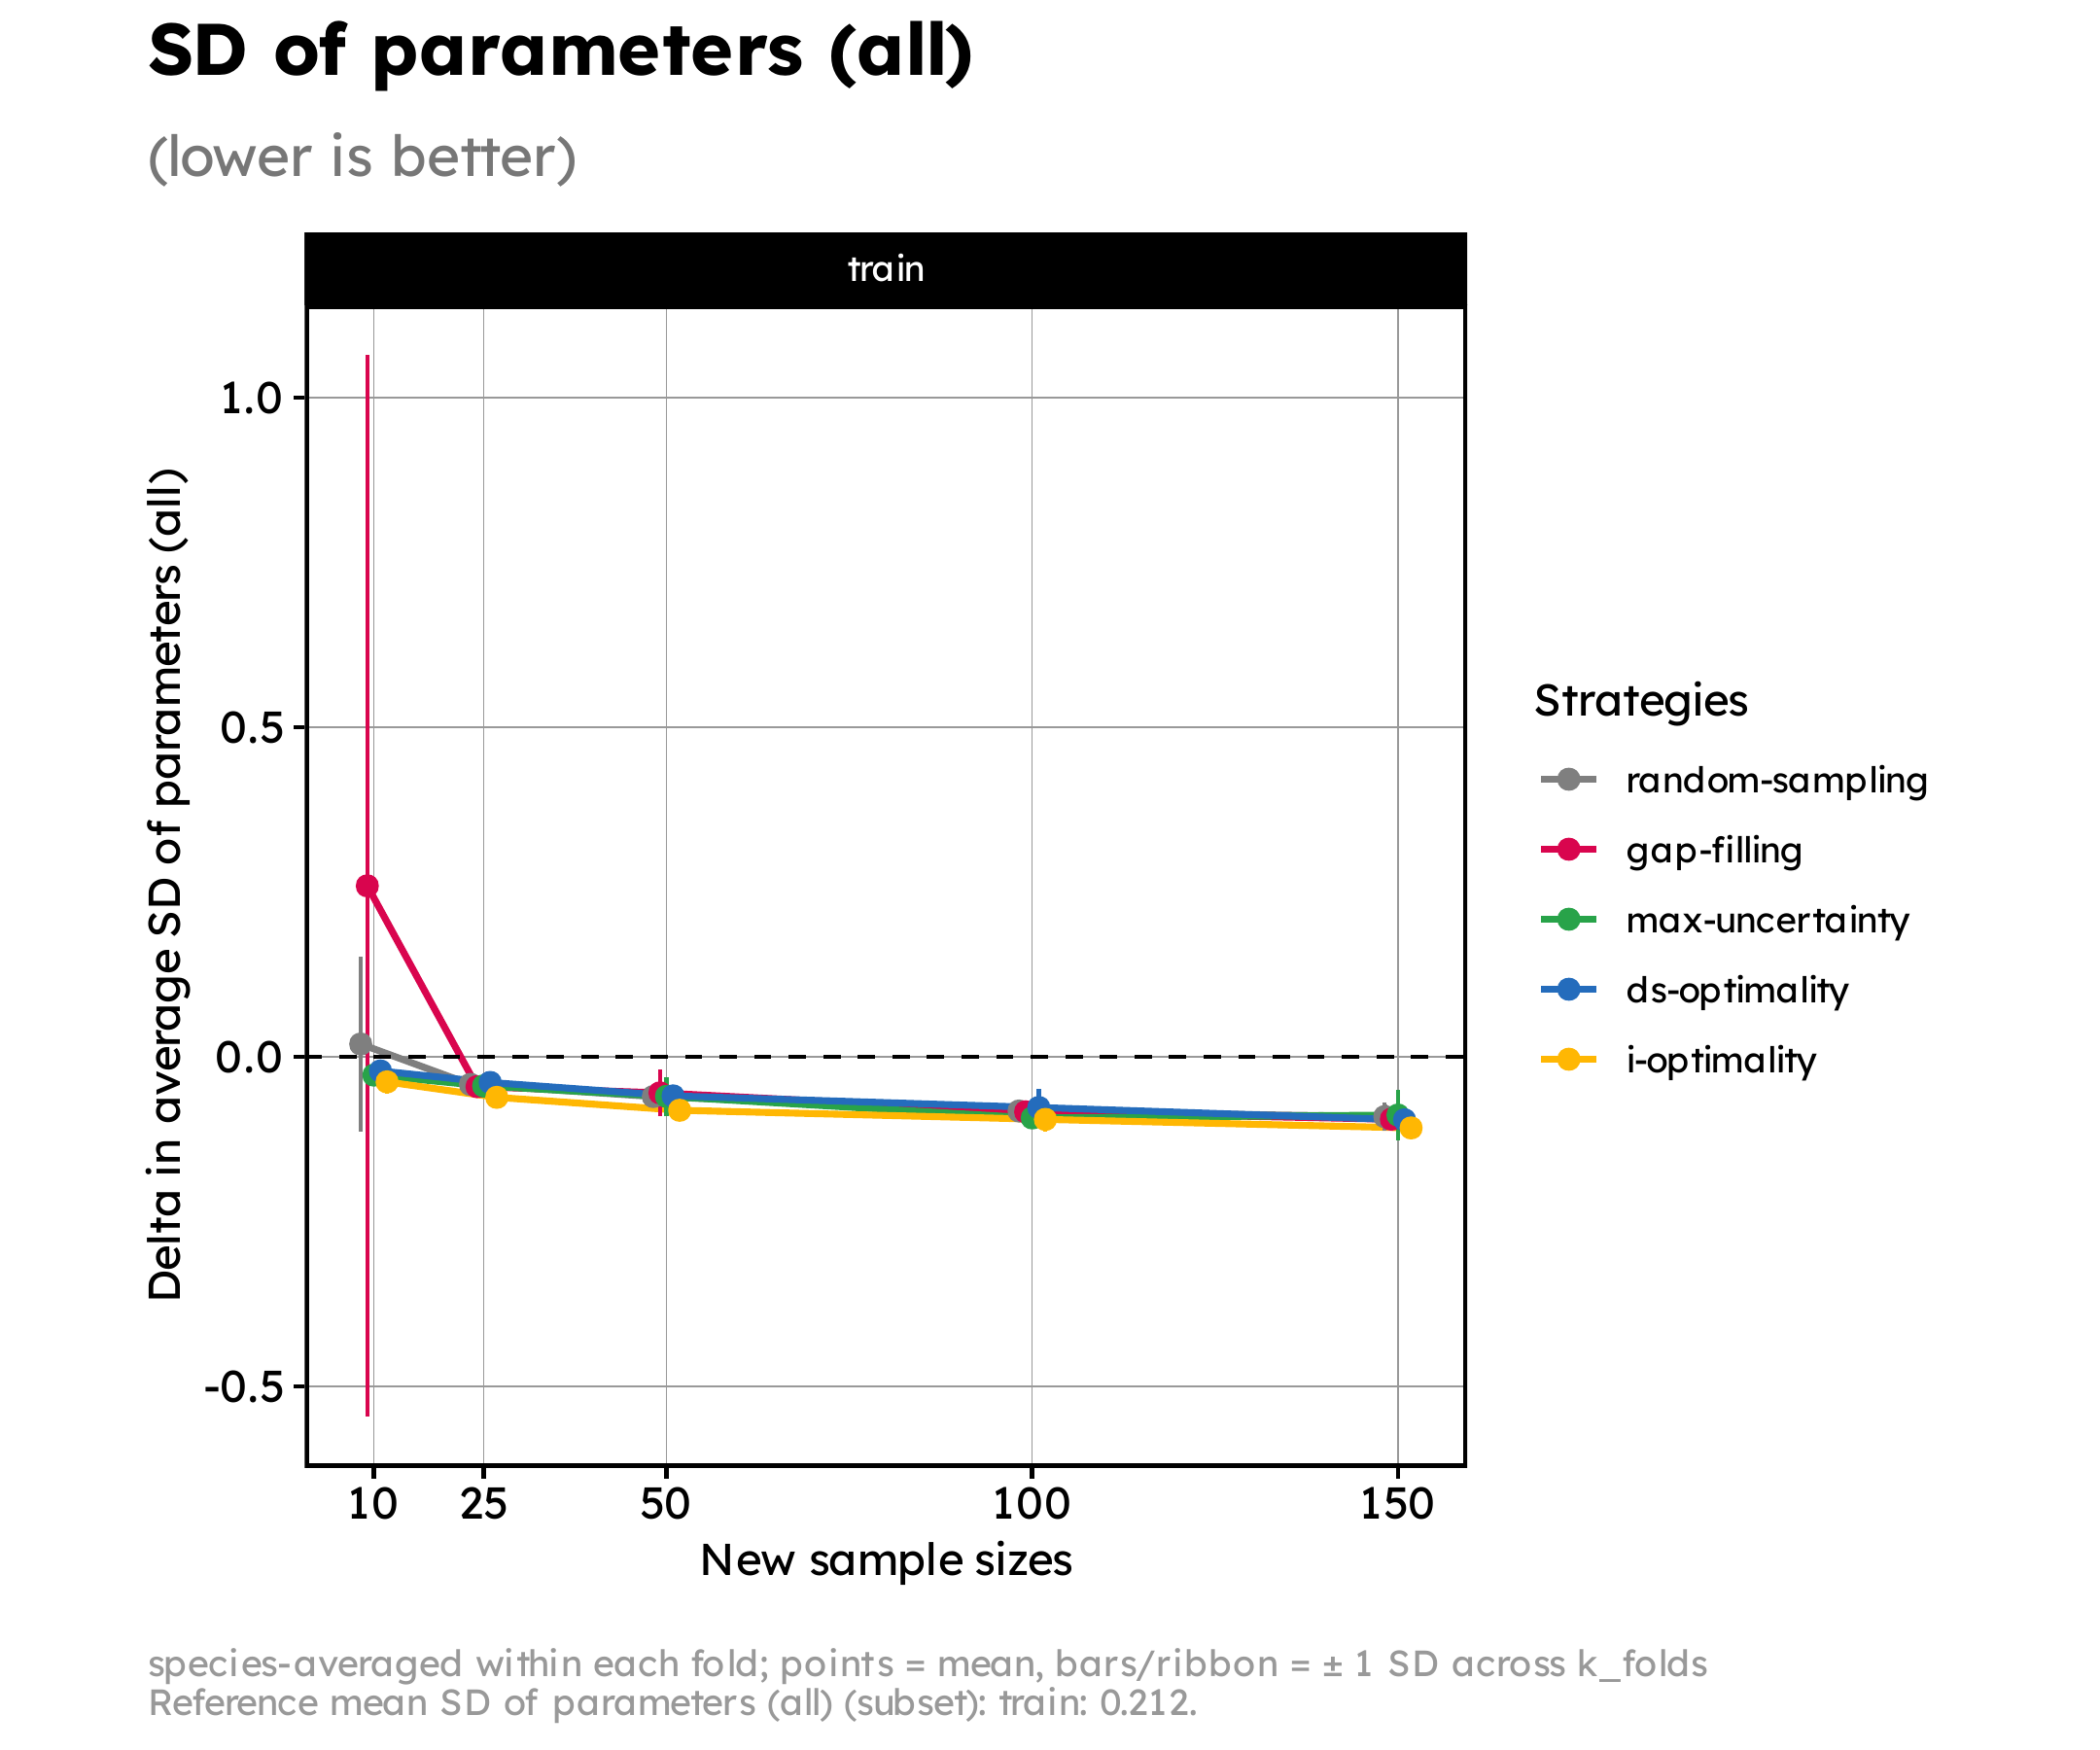 SD of parameters (all)
(lower is better)
train
Delta in average SD of parameters (all)
1.0
0.5
0.0
-0.5
10 25 50 100 150
New sample sizes
Strategies
random-sampling
gap-filling
max-uncertainty
ds-optimality
i-optimality
species-averaged within each fold; points = mean, bars/ribbon = ± 1 SD across k_folds
Reference mean SD of parameters (all) (subset): train: 0.212.